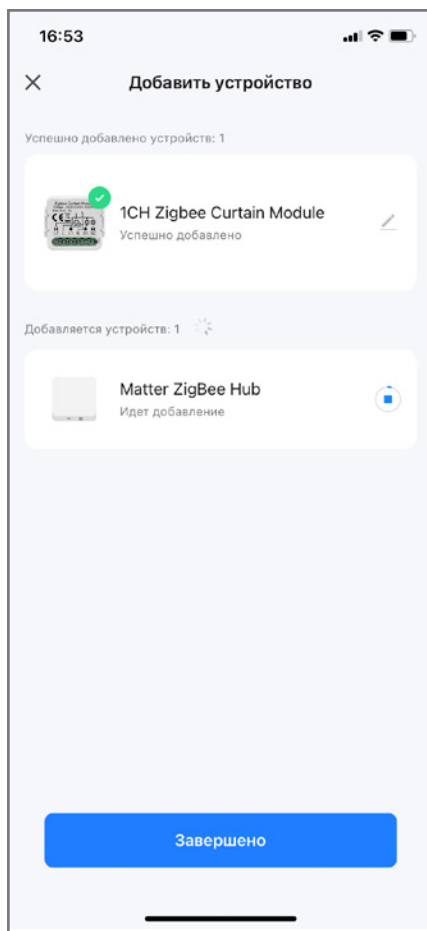 16:53
Добавить устройство
Успешно добавлено устройств: 1
1CH Zigbee Curtain Module
Успешно добавлено
Добавляется устройств: 1
Matter ZigBee Hub
Идет добавление
Завершено